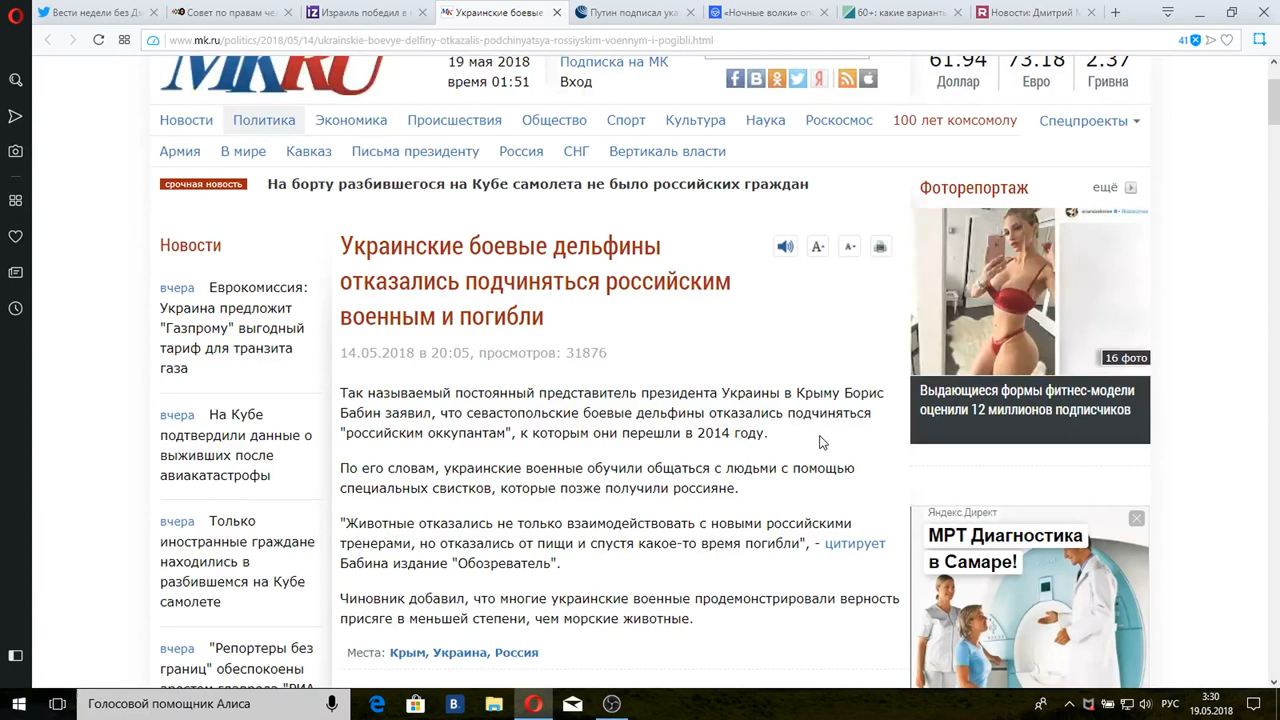 Вести недели без Дм
Совет по правам чел
Израиль победил в к
Украинские боевые
Путин подписал указ
«Ночные волки» оп
60+: какие варианты
Новости: Дмитрий М
www.mk.ru/politics/2018/05/14/ukrainskie-boevye-delfiny-otkazalis-podchinyatsya-rossiyskim-voennym-i-pogibli.html
41
MKRU
19 мая 2018
время 01:51
Подписка на МК
Вход
61.94
Доллар
73.18
Евро
2.37
Гривна
Новости
Политика
Экономика
Происшествия
Общество
Спорт
Культура
Наука
Роскосмос
100 лет комсомолу
Спецпроекты
Армия
В мире
Кавказ
Письма президенту
Россия
СНГ
Вертикаль власти
срочная новость
На борту разбившегося на Кубе самолета не было российских граждан
Новости
вчера Еврокомиссия:
Украина предложит
"Газпрому" выгодный
тариф для транзита
газа
вчера На Кубе
подтвердили данные о
выживших после
авиакатастрофы
вчера Только
иностранные граждане
находились в
разбившемся на Кубе
самолете
вчера "Репортеры без
границ" обеспокоены
арестом главреда "РИА
Украинские боевые дельфины
отказались подчиняться российским
военным и погибли
A+
A-
14.05.2018 в 20:05, просмотров: 31876
Так называемый постоянный представитель президента Украины в Крыму Борис
Бабин заявил, что севастопольские боевые дельфины отказались подчиняться
"российским оккупантам", к которым они перешли в 2014 году.
По его словам, украинские военные обучили общаться с людьми с помощью
специальных свистков, которые позже получили россияне.
"Животные отказались не только взаимодействовать с новыми российскими
тренерами, но отказались от пищи и спустя какое-то время погибли", - цитирует
Бабина издание "Обозреватель".
Чиновник добавил, что многие украинские военные продемонстрировали верность
присяге в меньшей степени, чем морские животные.
Места: Крым, Украина, Россия
Фоторепортаж
ещё
16 фото
Выдающиеся формы фитнес-модели
оценили 12 миллионов подписчиков
Яндекс.Директ
МРТ Диагностика
в Самаре!
Голосовой помощник Алиса
РУС
3:30
19.05.2018